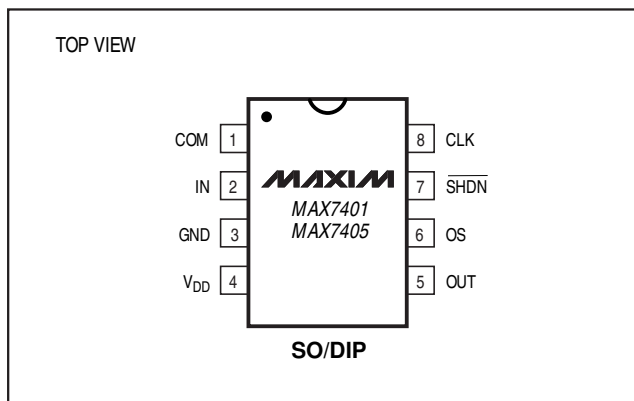 TOP VIEW
COM 1
IN 2
GND 3
VDD 4
8 CLK
7 SHDN
6 OS
5 OUT
MAXIM
MAX7401
MAX7405
SO/DIP